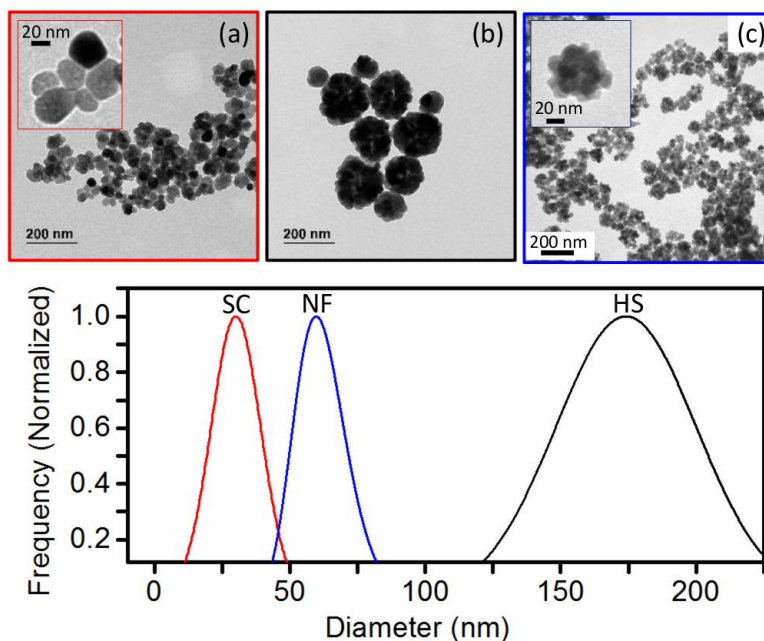 20 nm
(a)
200 nm
(b)
200 nm
(c)
20 nm
200 nm
SC
NF
HS
1.0
0.8
0.6
0.4
0.2
Frequency (Normalized)
0
50
100
150
200
Diameter (nm)